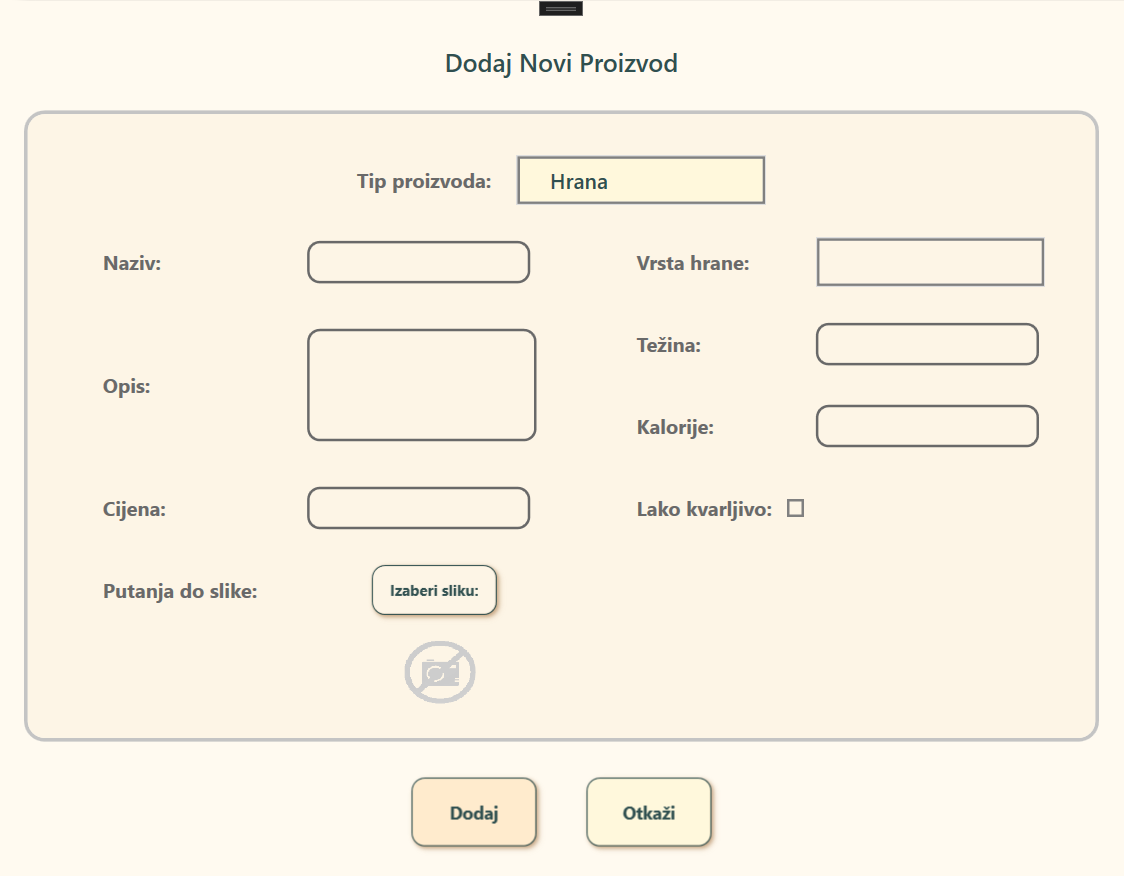 Dodaj Novi Proizvod
Tip proizvoda: Hrana
Naziv:
Vrsta hrane:
Opis:
Težina:
Kalorije:
Cijena:
Lako kvarljivo:
Putanja do slike:
Izaberi sliku:
Dodaj
Otkaži